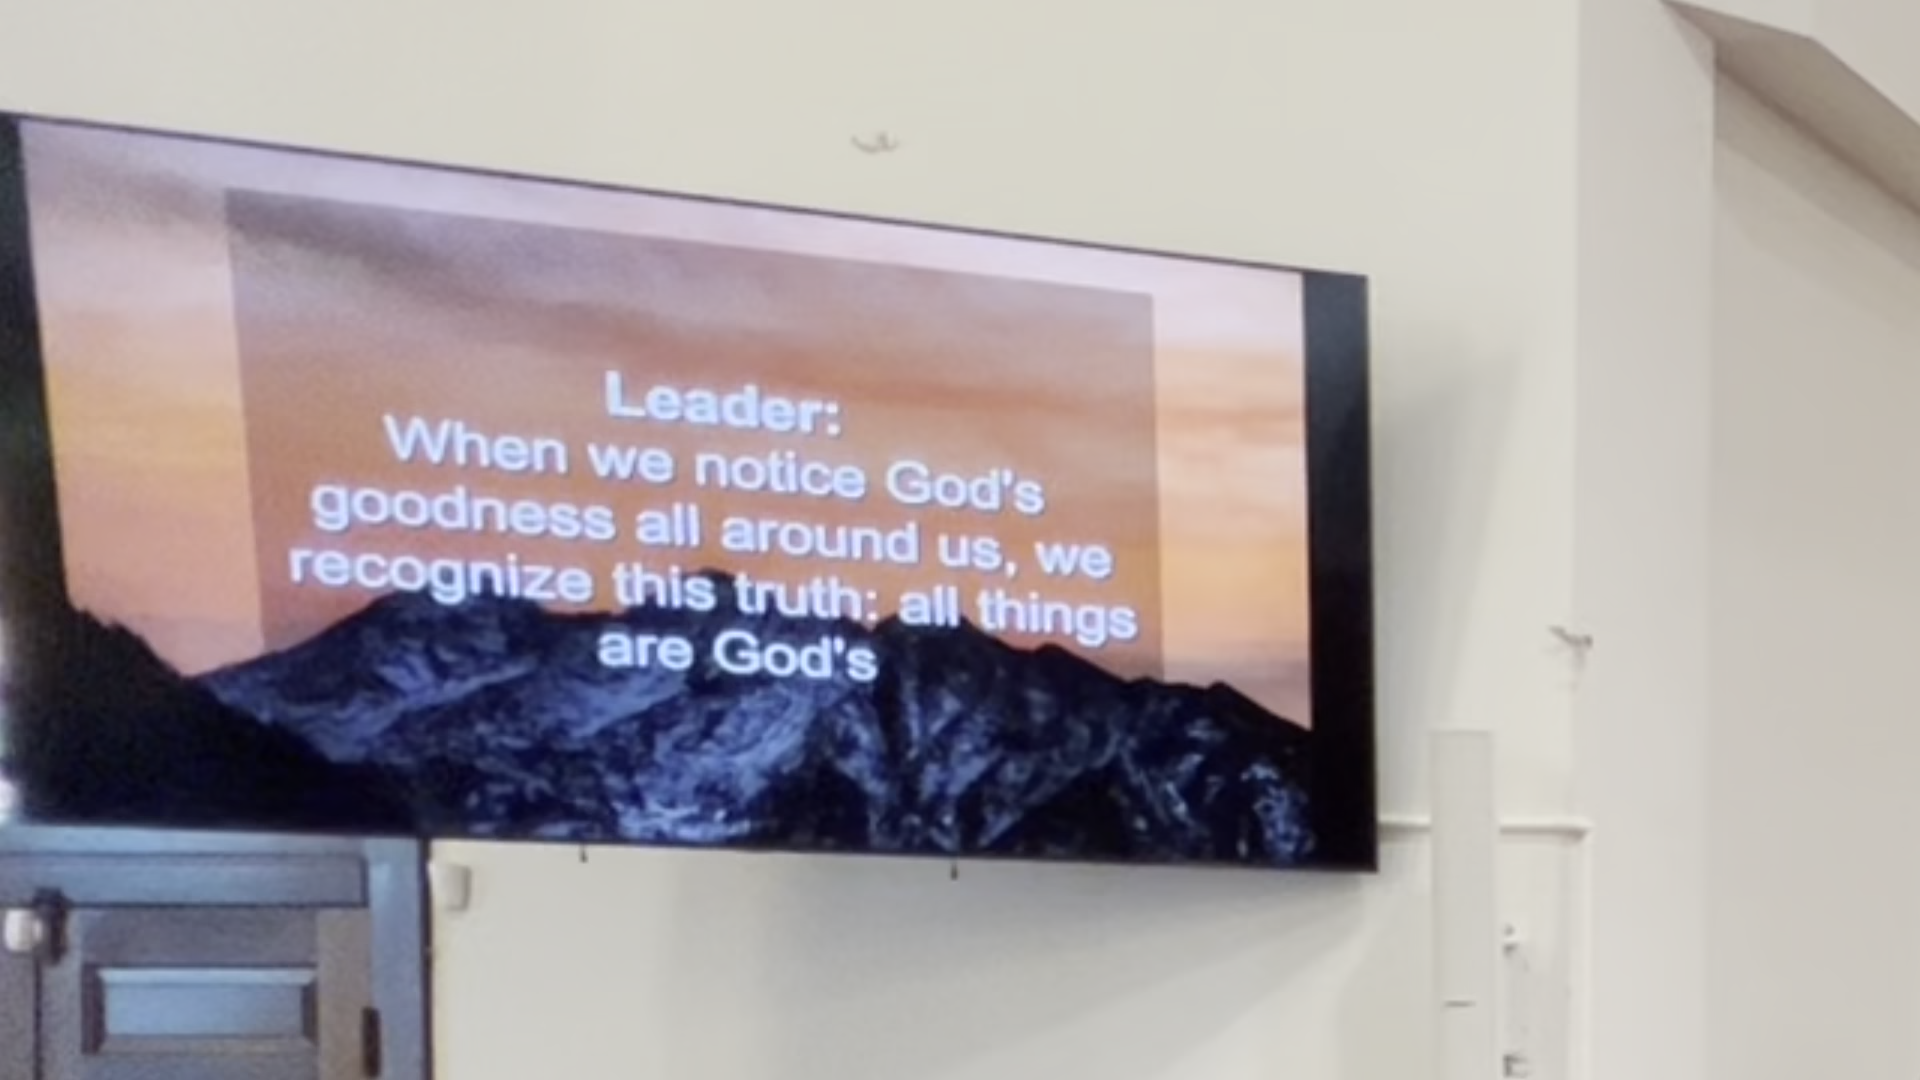 Leader:
When we notice God's
goodness all around us, we
recognize this truth: all things
are God's